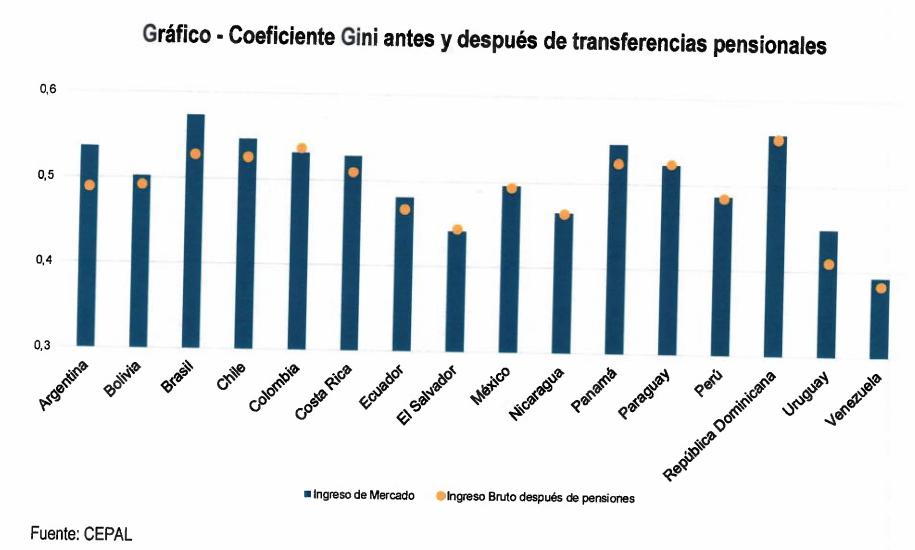 Gráfico - Coeficiente Gini antes y después de transferencias pensionales
0,6
0,5
0,4
0,3
Argentina
Bolivia
Brasil
Chile
Colombia
Costa Rica
Ecuador
El Salvador
México
Nicaragua
Panamá
Paraguay
Perú
República Dominicana
Uruguay
Venezuela
Ingreso de Mercado
Ingreso Bruto después de pensiones
Fuente: CEPAL